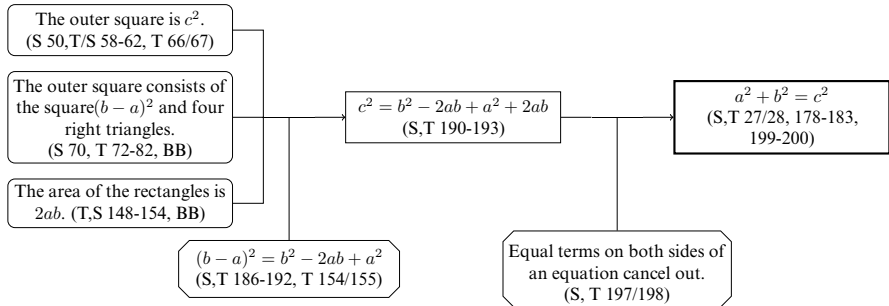 The outer square is c².
(S 50,T/S 58-62, T 66/67)
The outer square consists of
the square(b − a)² and four
right triangles.
(S 70, T 72-82, BB)
The area of the rectangles is
2ab. (T,S 148-154, BB)
(b − a)² = b² − 2ab + a²
(S,T 186-192, T 154/155)
c² = b² − 2ab + a² + 2ab
(S,T 190-193)
Equal terms on both sides of
an equation cancel out.
(S, T 197/198)
a² + b² = c²
(S,T 27/28, 178-183,
199-200)